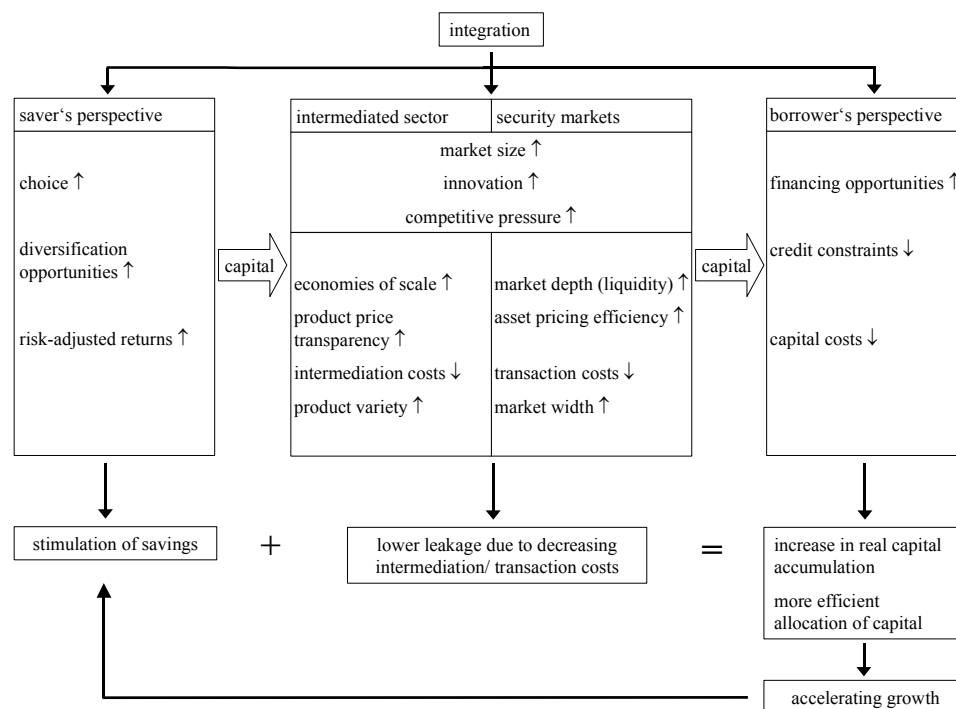 integration
saver‘s perspective
choice ↑
diversification
opportunities ↑
risk-adjusted returns ↑
capital
intermediated sector
security markets
market size ↑
innovation ↑
competitive pressure ↑
economies of scale ↑
product price
transparency ↑
intermediation costs ↓
product variety ↑
market depth (liquidity) ↑
asset pricing efficiency ↑
transaction costs ↓
market width ↑
capital
borrower‘s perspective
financing opportunities ↑
credit constraints ↓
capital costs ↓
stimulation of savings
+
lower leakage due to decreasing
intermediation/ transaction costs
=
increase in real capital
accumulation
more efficient
allocation of capital
accelerating growth